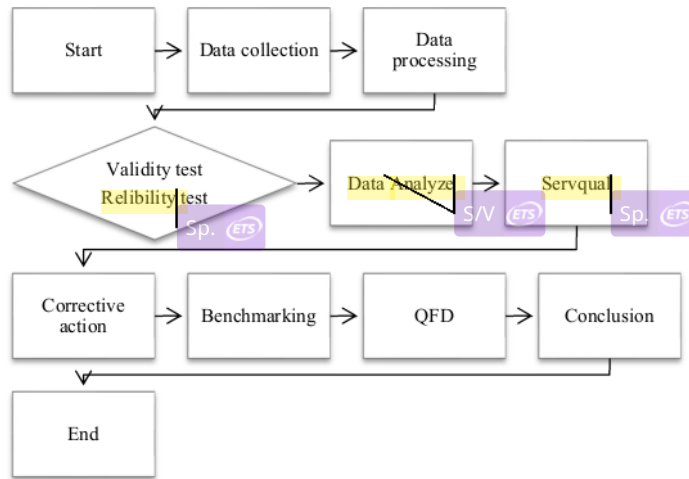 Start
Data collection
Data
processing
Validity test
Relibility test
Data Analyze
Servqual
Sp. ETS
S/V ETS
Sp. ETS
Corrective
action
Benchmarking
QFD
Conclusion
End